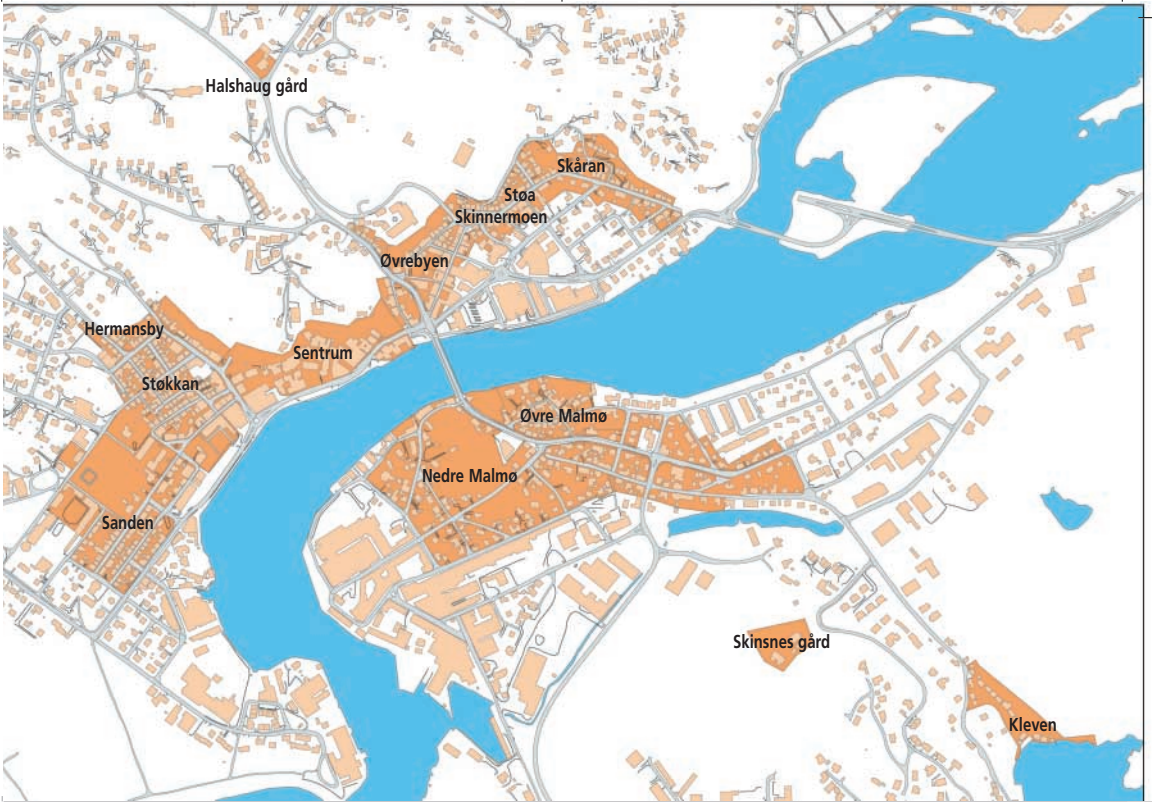 Halshaug gård
Skåran
Støa
Skinnermoen
Øvrebyen
Hermansby
Sentrum
Støkkan
Øvre Malmø
Nedre Malmø
Sanden
Skinsnes gård
Kleven